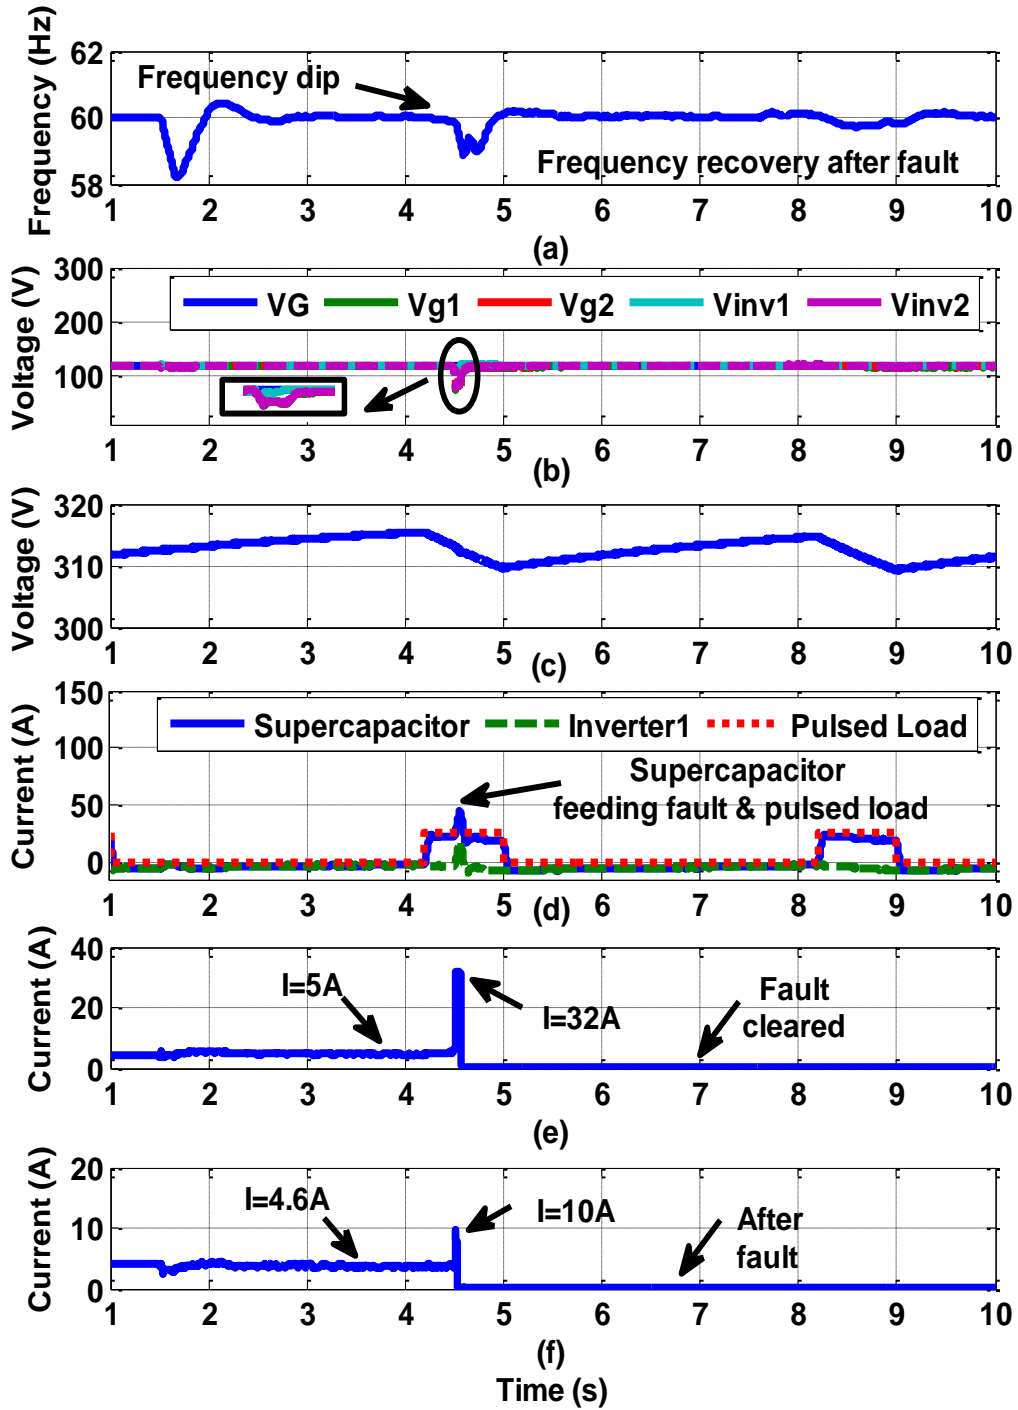 Frequency (Hz)
62
60
58
Frequency dip
Frequency recovery after fault
1 2 3 4 5 6 7 8 9 10
(a)
Voltage (V)
300
200
100
VG Vg1 Vg2 Vinv1 Vinv2
1 2 3 4 5 6 7 8 9 10
(b)
Voltage (V)
320
310
300
1 2 3 4 5 6 7 8 9 10
(c)
Current (A)
150
100
50
0
Supercapacitor Inverter1 Pulsed Load
Supercapacitor
feeding fault & pulsed load
1 2 3 4 5 6 7 8 9 10
(d)
Current (A)
40
20
0
I=5A
I=32A
Fault
cleared
1 2 3 4 5 6 7 8 9 10
(e)
Current (A)
20
10
0
I=4.6A
I=10A
After
fault
1 2 3 4 5 6 7 8 9 10
(f)
Time (s)